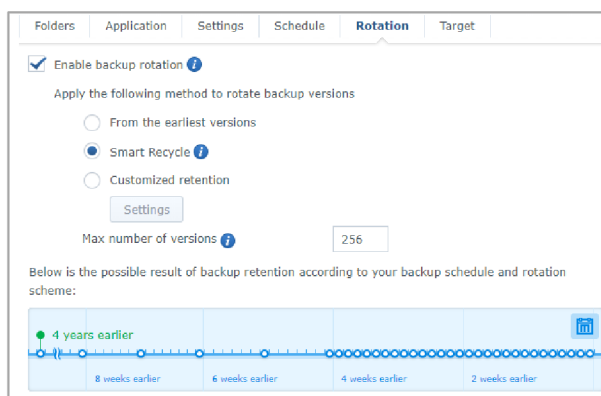 Folders Application Settings Schedule Rotation Target
Enable backup rotation
Apply the following method to rotate backup versions
From the earliest versions
Smart Recycle
Customized retention
Settings
Max number of versions 256
Below is the possible result of backup retention according to your backup schedule and rotation
scheme:
4 years earlier
8 weeks earlier 6 weeks earlier 4 weeks earlier 2 weeks earlier